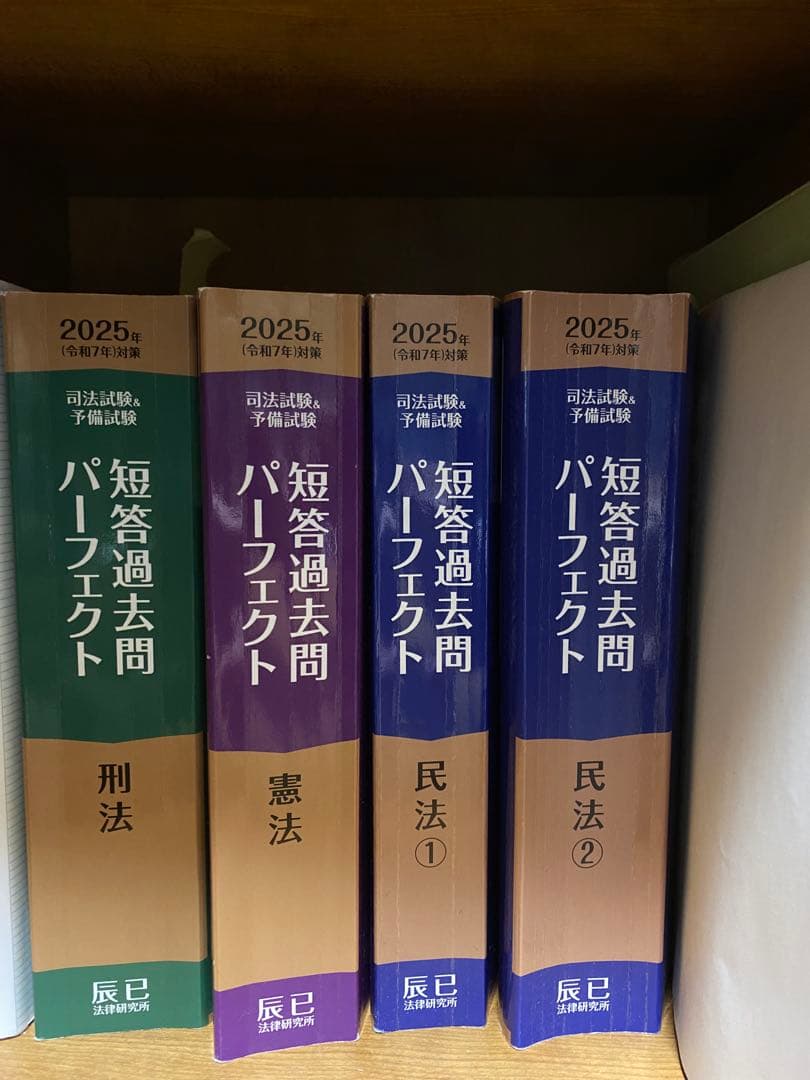 2025年
(令和7年)対策
司法試験&
予備試験
短答過去問
パーフェクト
刑法
辰已
法律研究所
2025年
(令和7年)対策
司法試験&
予備試験
短答過去問
パーフェクト
憲法
辰已
法律研究所
2025年
(令和7年)対策
司法試験&
予備試験
短答過去問
パーフェクト
民法①
辰已
法律研究所
2025年
(令和7年)対策
司法試験&
予備試験
短答過去問
パーフェクト
民法②
辰已
法律研究所